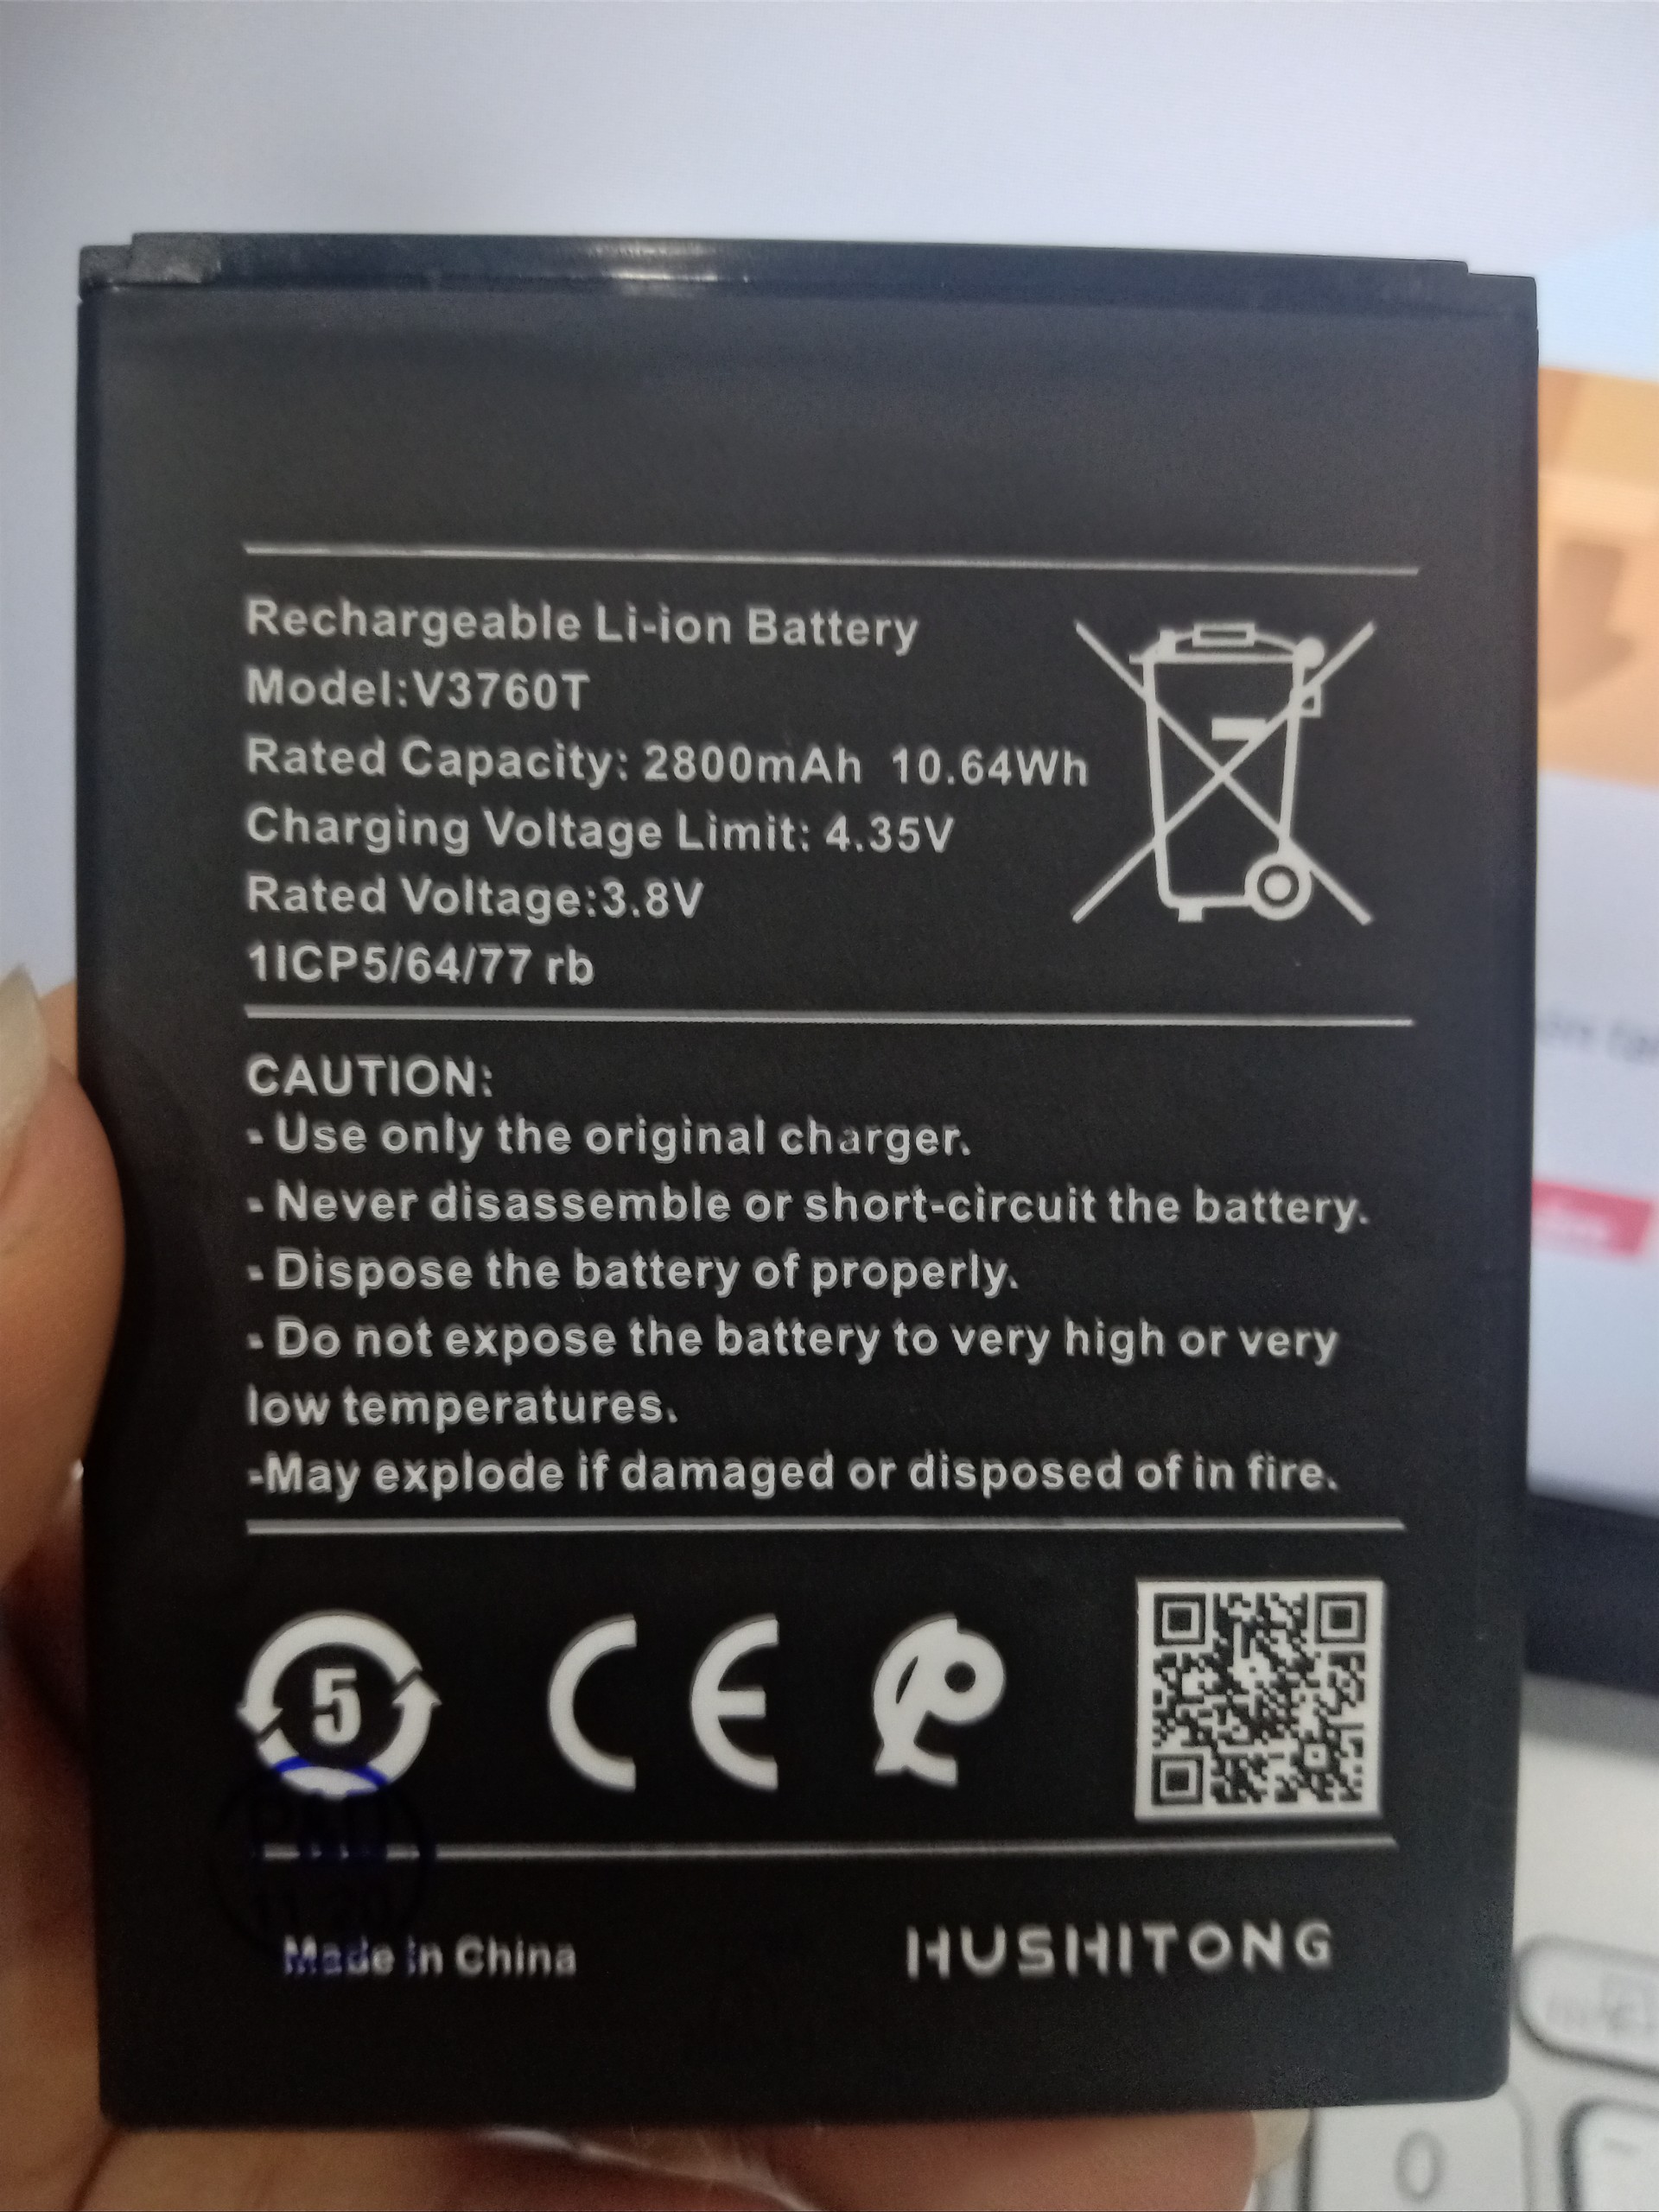 Rechargeable Li-ion Battery
Model:V3760T
Rated Capacity: 2800mAh 10.64Wh
Charging Voltage Limit: 4.35V
Rated Voltage:3.8V
1ICP5/64/77 rb
CAUTION:
- Use only the original charger.
- Never disassemble or short-circuit the battery.
- Dispose the battery of properly.
- Do not expose the battery to very high or very
low temperatures.
-May explode if damaged or disposed of in fire.
5
CE
Made in China
HUSHITONG
0